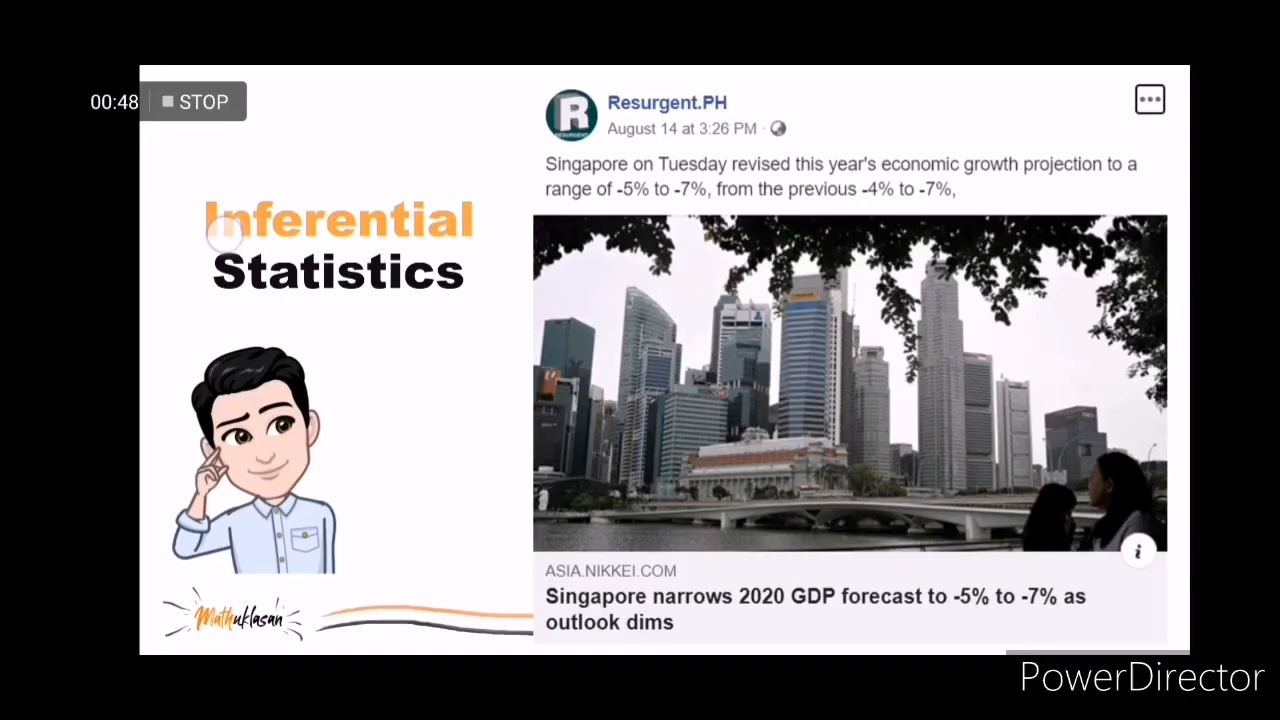 00:48
STOP
Inferential
Statistics
Mathuklasan
R
RESURGENT
Resurgent.PH
August 14 at 3:26 PM ·
Singapore on Tuesday revised this year's economic growth projection to a
range of -5% to -7%, from the previous -4% to -7%,
i
ASIA.NIKKEI.COM
Singapore narrows 2020 GDP forecast to -5% to -7% as
outlook dims
PowerDirector